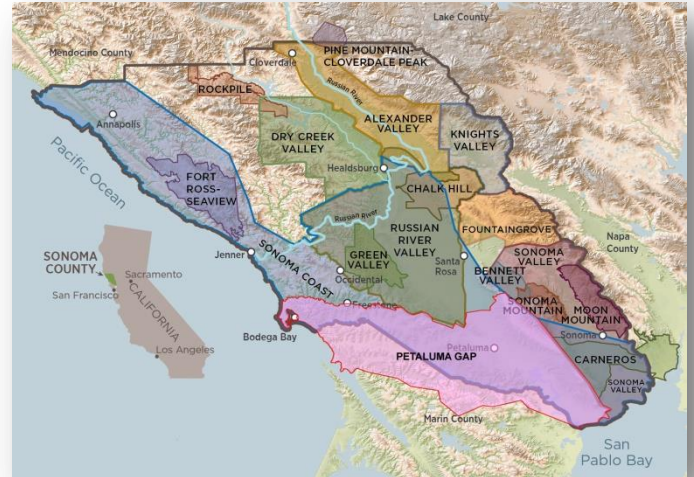 Lake County
Mendocino County
Cloverdale
PINE MOUNTAIN-
CLOVERDALE PEAK
ROCKPILE
Russian River
Annapolis
ALEXANDER
VALLEY
DRY CREEK
VALLEY
KNIGHTS
VALLEY
Pacific Ocean
FORT
ROSS-
SEAVIEW
Healdsburg
CHALK HILL
Russian River
RUSSIAN
RIVER
VALLEY
FOUNTAINGROVE
Napa
County
SONOMA
COUNTY
Sacramento
San Francisco
CALIFORNIA
Los Angeles
Jenner
SONOMA COAST
GREEN
VALLEY
Occidental
Santa
Rosa
BENNETT
VALLEY
SONOMA
VALLEY
Freestone
SONOMA
MOUNTAIN
MOON
MOUNTAIN
Bodega Bay
Petaluma
Sonoma
PETALUMA GAP
CARNEROS
SONOMA
VALLEY
Marin County
San
Pablo Bay